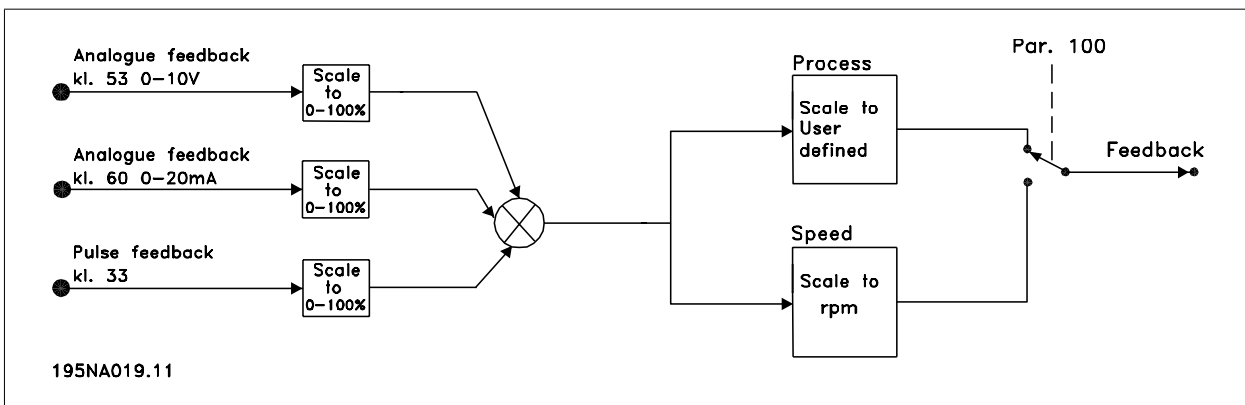 Analogue feedback
kl. 53 0-10V
Scale
to
0-100%
Analogue feedback
kl. 60 0-20mA
Scale
to
0-100%
Pulse feedback
kl. 33
Scale
to
0-100%
Process
Scale to
User
defined
Speed
Scale to
rpm
Par. 100
Feedback
195NA019.11